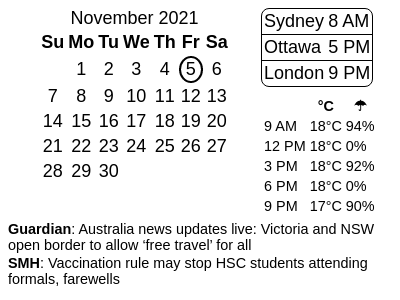 November 2021
Su Mo Tu We Th Fr Sa
1 2 3 4 5 6
7 8 9 10 11 12 13
14 15 16 17 18 19 20
21 22 23 24 25 26 27
28 29 30
Sydney 8 AM
Ottawa 5 PM
London 9 PM
°C ☂
9 AM 18°C 94%
12 PM 18°C 0%
3 PM 18°C 92%
6 PM 18°C 0%
9 PM 17°C 90%
Guardian: Australia news updates live: Victoria and NSW
open border to allow ‘free travel’ for all
SMH: Vaccination rule may stop HSC students attending
formals, farewells